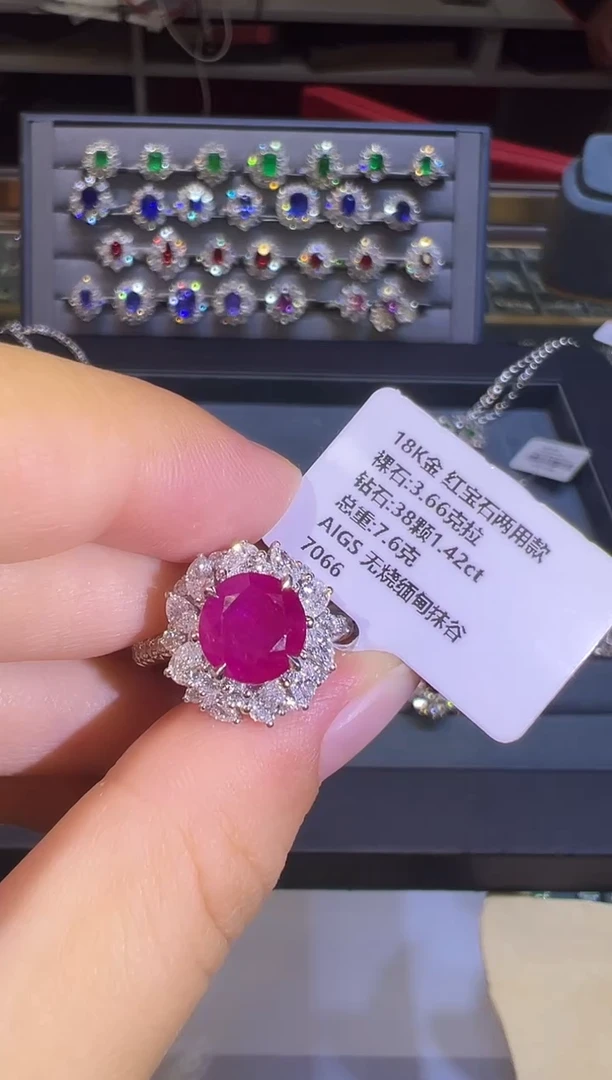 18K金 红宝石两用款
裸石:3.66克拉
钻石:38颗1.42ct
总重:7.6克
AIGS 无烧缅甸抹谷
7066